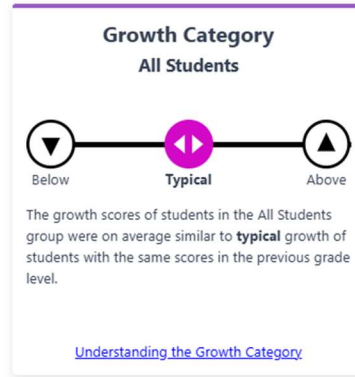 Growth Category
All Students
Below Typical Above
The growth scores of students in the All Students
group were on average similar to typical growth of
students with the same scores in the previous grade
level.
Understanding the Growth Category